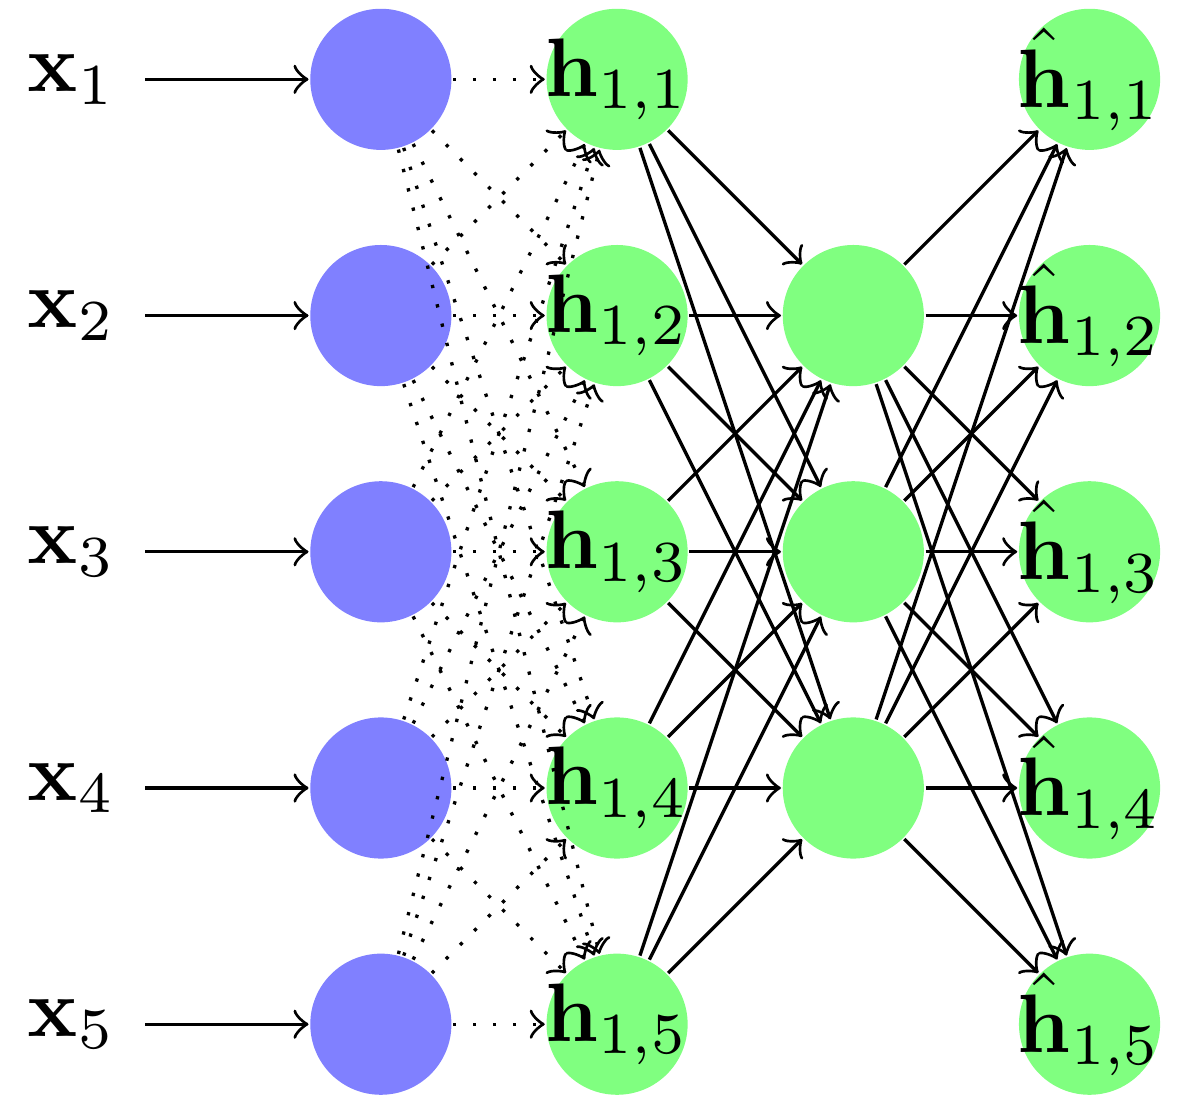 x₁ h₁,₁ ĥ₁,₁
x₂ h₁,₂ ĥ₁,₂
x₃ h₁,₃ ĥ₁,₃
x₄ h₁,₄ ĥ₁,₄
x₅ h₁,₅ ĥ₁,₅